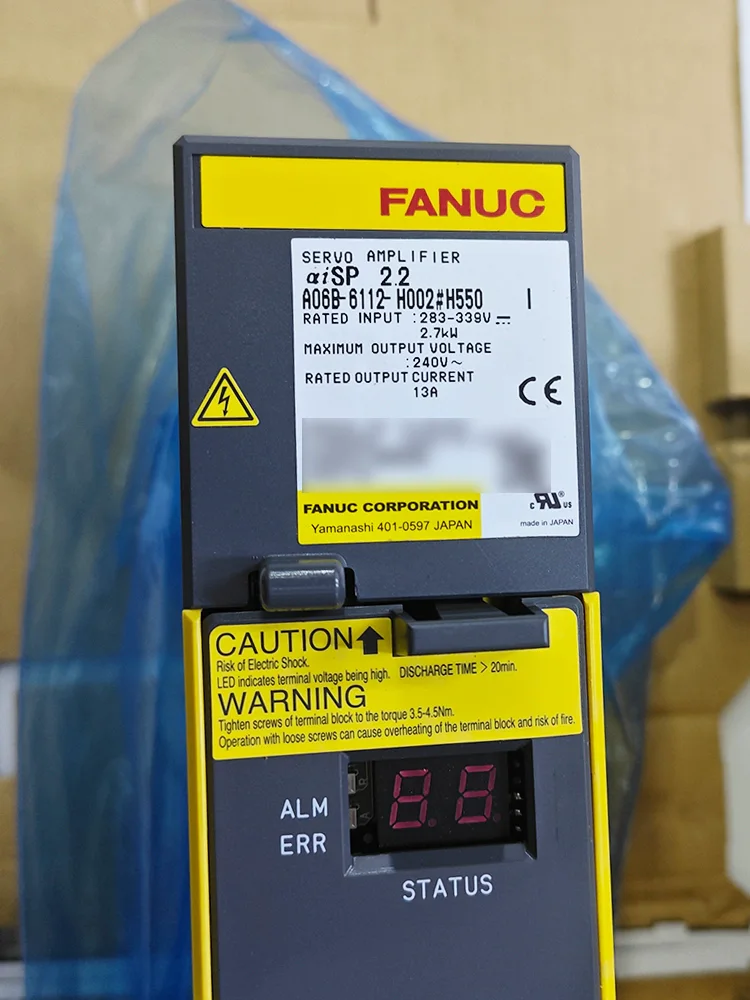 FANUC
SERVO AMPLIFIER
αiSP 2.2
A06B-6112-H002#H550 I
RATED INPUT :283-339V⎓
2.7kW
MAXIMUM OUTPUT VOLTAGE
:240V~
RATED OUTPUT CURRENT
13A
CE
FANUC CORPORATION
Yamanashi 401-0597 JAPAN
c RU ® US
made in JAPAN
CAUTION↑
Risk of Electric Shock.
LED indicates terminal voltage being high. DISCHARGE TIME > 20min.
WARNING
Tighten screws of terminal block to the torque 3.5-4.5Nm.
Operation with loose screws can cause overheating of the terminal block and risk of fire.
8.8.
ALM
ERR
STATUS